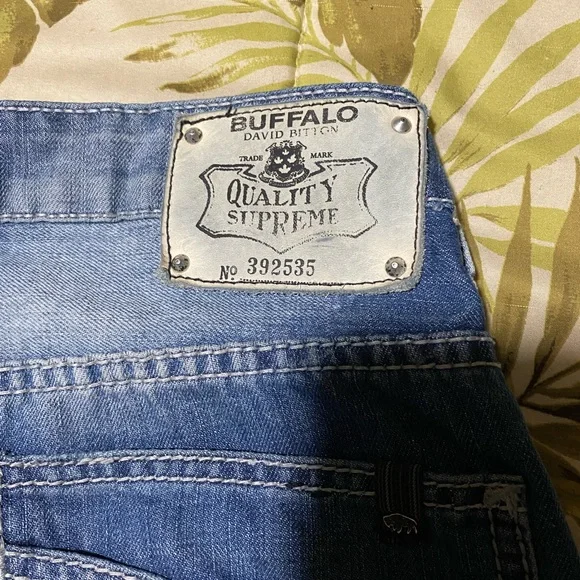 BUFFALO
DAVID BITTON
TRADE MARK
QUALITY
SUPREME
No 392535